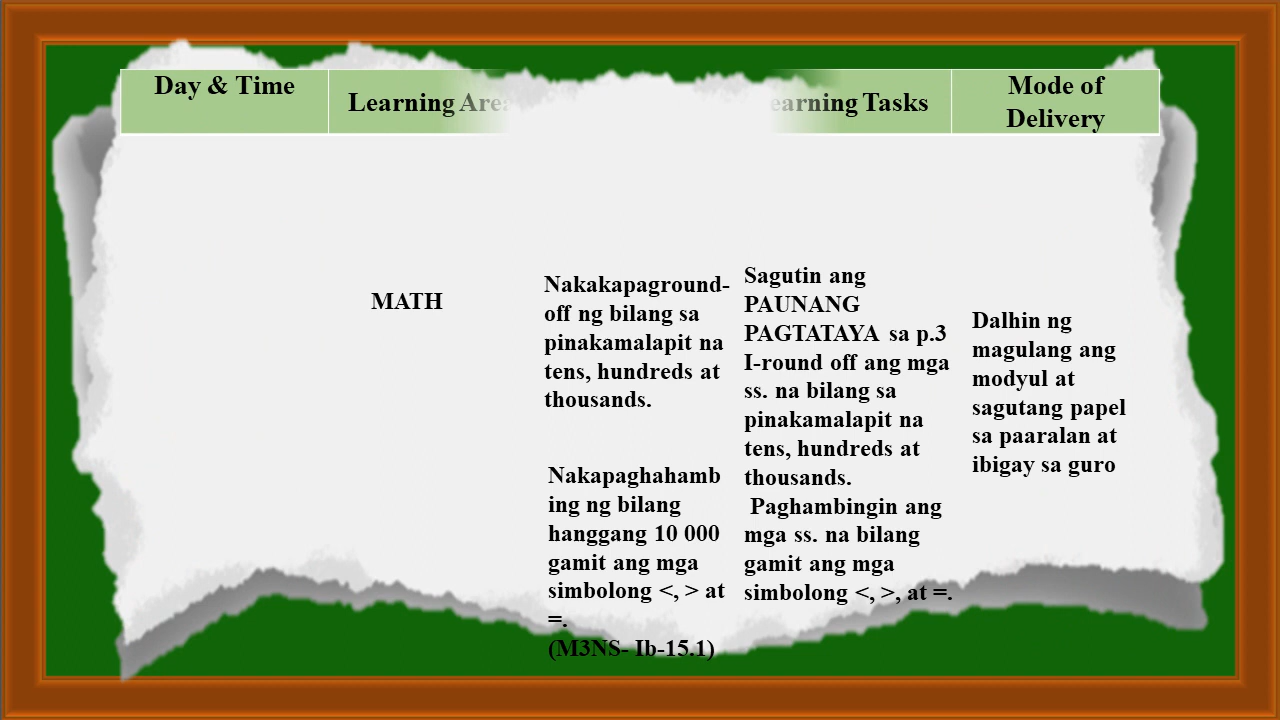 Day & Time
Learning Area
Learning Tasks
Mode of
Delivery
MATH
Nakakapaground-
off ng bilang sa
pinakamalapit na
tens, hundreds at
thousands.
Nakapaghahamb
ing ng bilang
hanggang 10 000
gamit ang mga
simbolong <, > at
=.
(M3NS- Ib-15.1)
Sagutin ang
PAUNANG
PAGTATAYA sa p.3
I-round off ang mga
ss. na bilang sa
pinakamalapit na
tens, hundreds at
thousands.
Paghambingin ang
mga ss. na bilang
gamit ang mga
simbolong <, >, at =.
Dalhin ng
magulang ang
modyul at
sagutang papel
sa paaralan at
ibigay sa guro